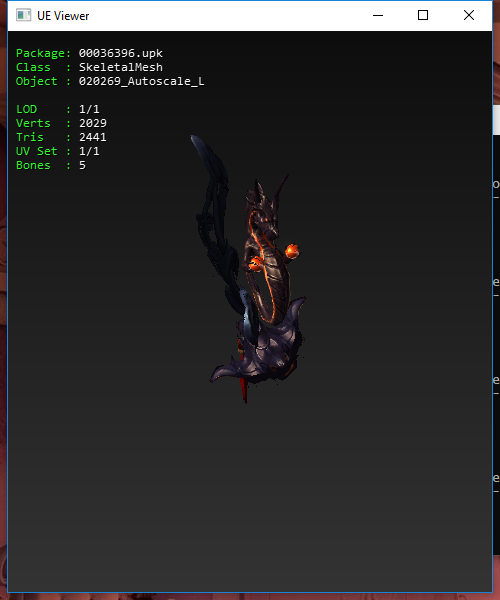 UE Viewer
Package: 00036396.upk
Class : SkeletalMesh
Object : 020269_Autoscale_L
LOD : 1/1
Verts : 2029
Tris : 2441
UV Set : 1/1
Bones : 5